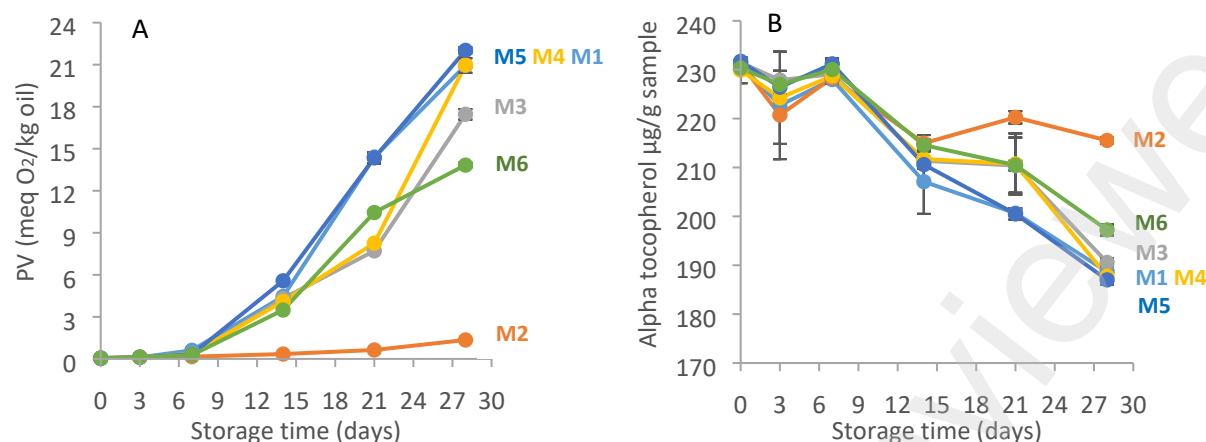 A
PV (meq O₂/kg oil)
24
21
18
15
12
9
6
3
0
0 3 6 9 12 15 18 21 24 27 30
Storage time (days)
M5 M4 M1
M3
M6
M2
B
Alpha tocopherol µg/g sample
240
230
220
210
200
190
180
170
0 3 6 9 12 15 18 21 24 27 30
Storage time (days)
M2
M6
M3
M1 M4
M5